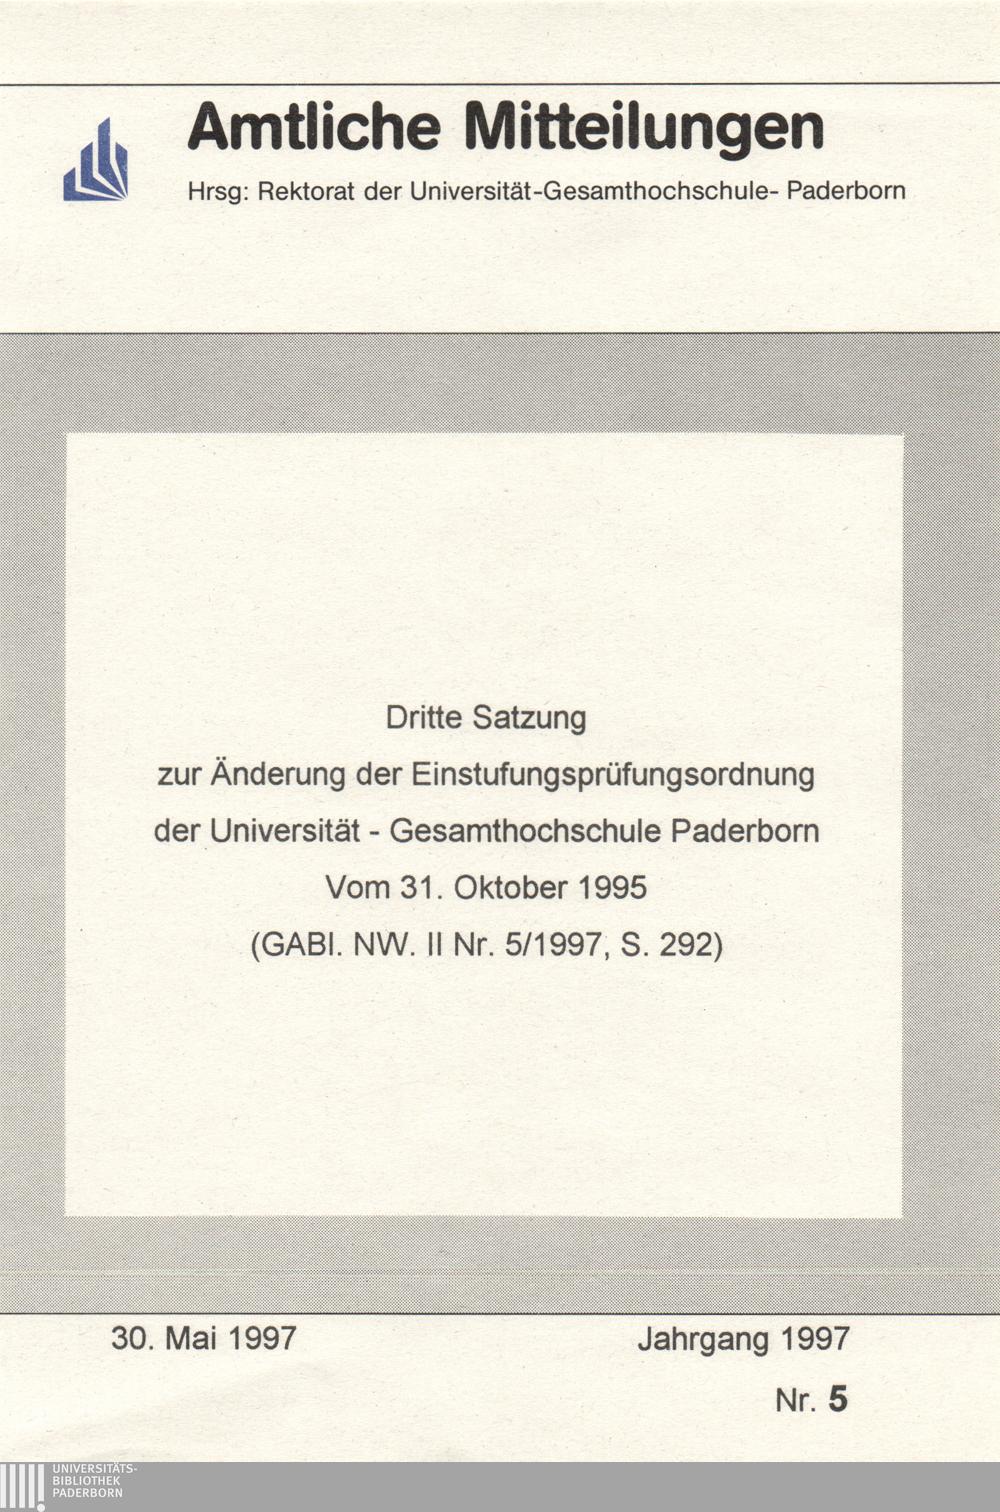 Amtliche Mitteilungen
Hrsg: Rektorat der Universität-Gesamthochschule- Paderborn
Dritte Satzung
zur Änderung der Einstufungsprüfungsordnung
der Universität - Gesamthochschule Paderborn
Vom 31. Oktober 1995
(GABl. NW. II Nr. 5/1997, S. 292)
30. Mai 1997
Jahrgang 1997
Nr. 5
UNIVERSITÄTS-
BIBLIOTHEK
PADERBORN